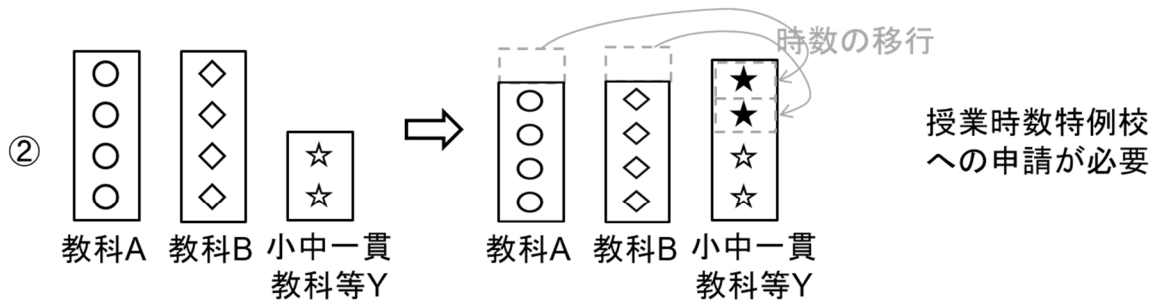 時数の移行
②
授業時数特例校
への申請が必要
教科A
教科B
小中一貫
教科等Y
教科A
教科B
小中一貫
教科等Y